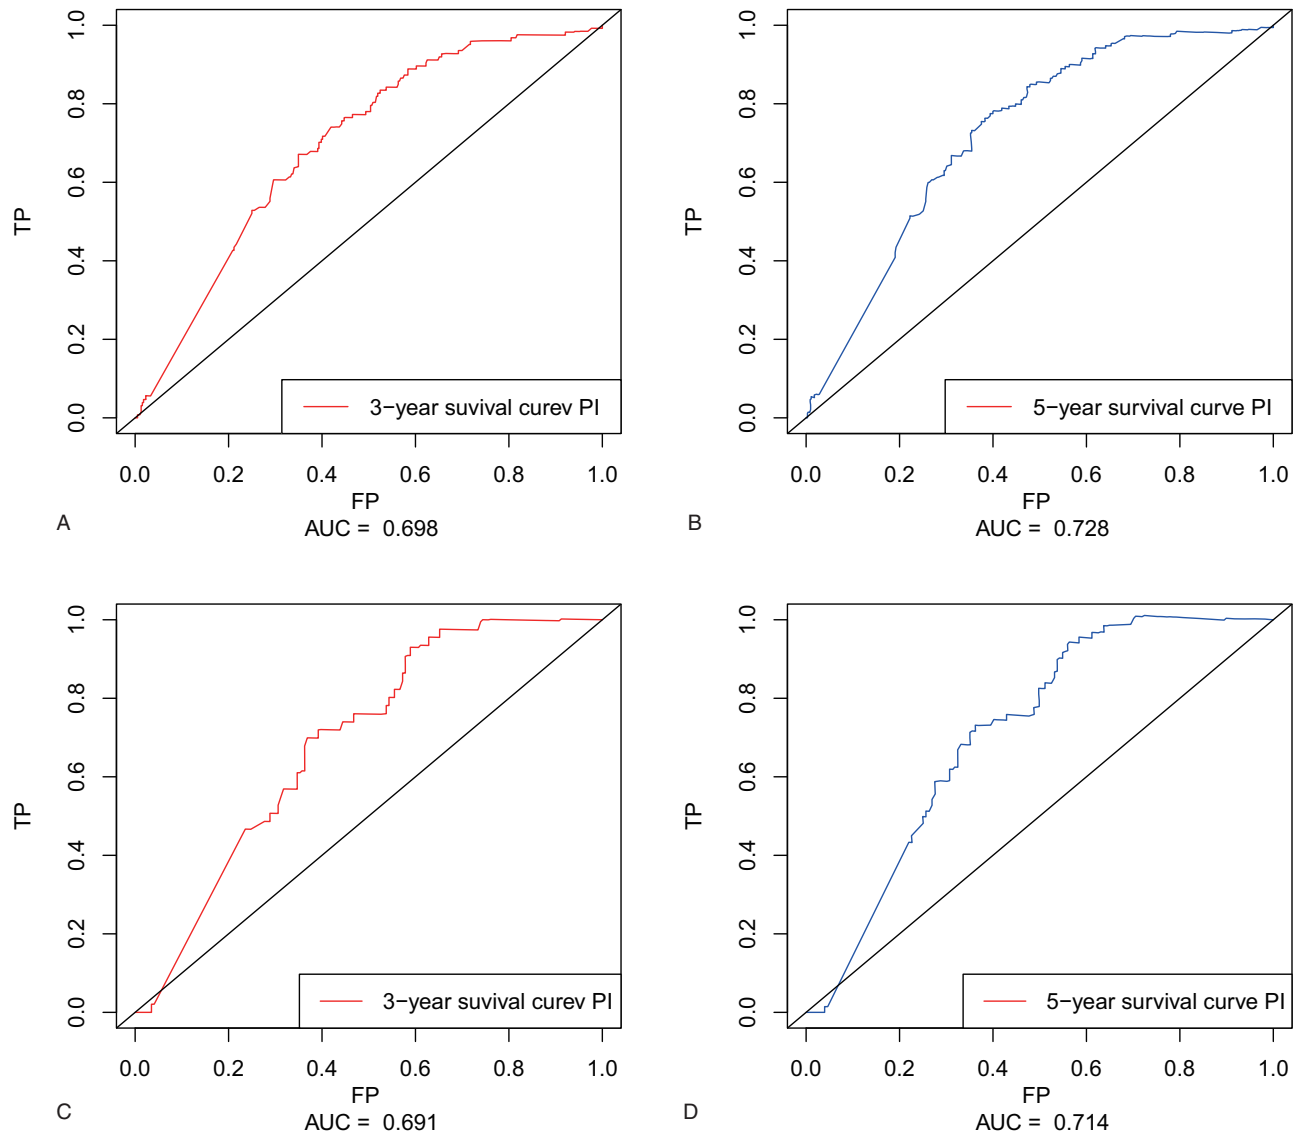 1.0
0.8
0.6
0.4
0.2
0.0
TP
3−year suvival curev PI
0.0 0.2 0.4 0.6 0.8 1.0
FP
A
AUC = 0.698
1.0
0.8
0.6
0.4
0.2
0.0
TP
5−year survival curve PI
0.0 0.2 0.4 0.6 0.8 1.0
FP
B
AUC = 0.728
1.0
0.8
0.6
0.4
0.2
0.0
TP
3−year suvival curev PI
0.0 0.2 0.4 0.6 0.8 1.0
FP
C
AUC = 0.691
1.0
0.8
0.6
0.4
0.2
0.0
TP
5−year survival curve PI
0.0 0.2 0.4 0.6 0.8 1.0
FP
D
AUC = 0.714